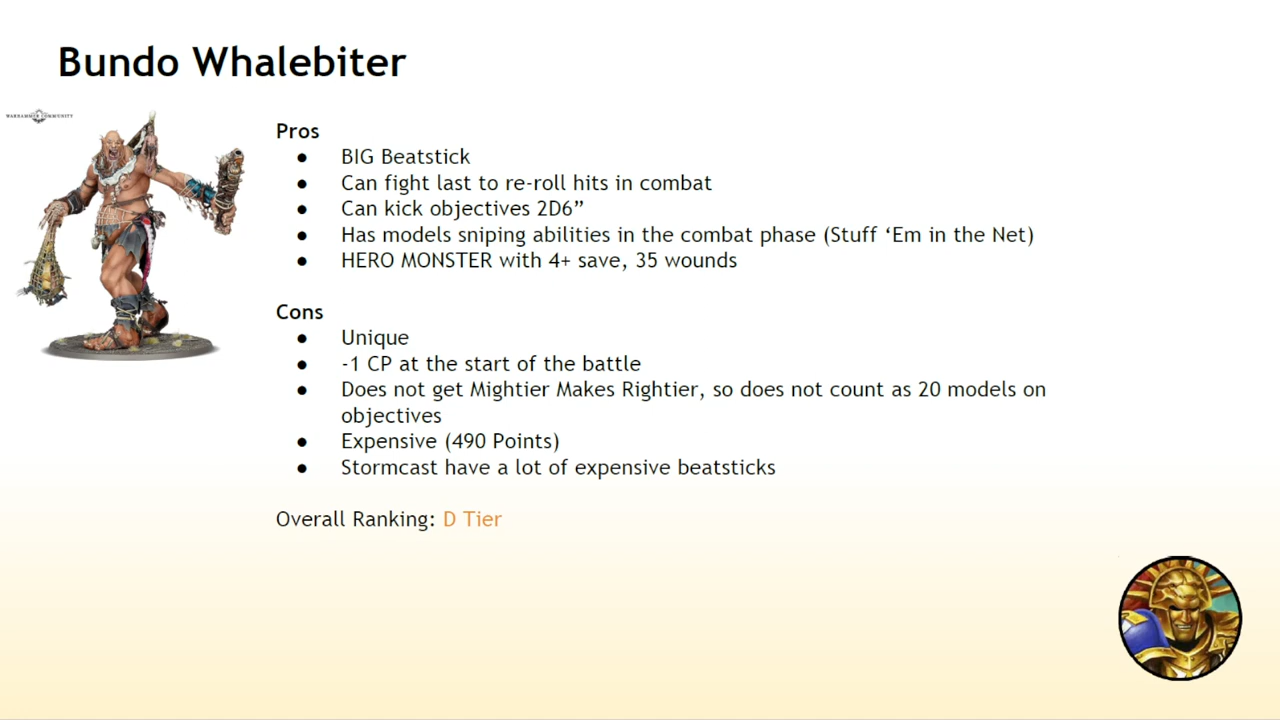 Bundo Whalebiter
WARHAMMER COMMUNITY
Pros
● BIG Beatstick
● Can fight last to re-roll hits in combat
● Can kick objectives 2D6”
● Has models sniping abilities in the combat phase (Stuff ‘Em in the Net)
● HERO MONSTER with 4+ save, 35 wounds
Cons
● Unique
● -1 CP at the start of the battle
● Does not get Mightier Makes Rightier, so does not count as 20 models on
objectives
● Expensive (490 Points)
● Stormcast have a lot of expensive beatsticks
Overall Ranking: D Tier